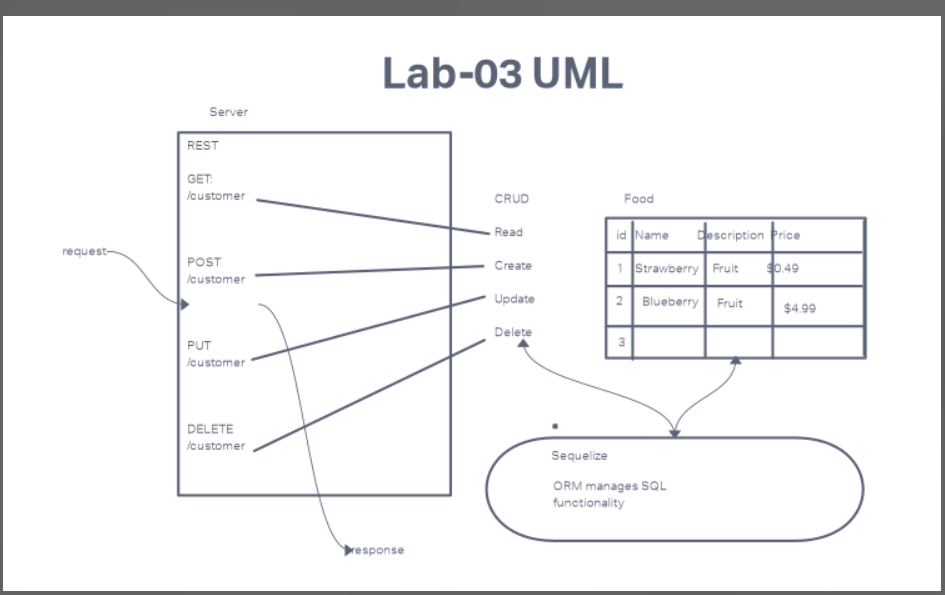 Lab-03 UML
Server
REST
GET:
/customer
request
POST
/customer
PUT
/customer
DELETE
/customer
response
CRUD
Read
Create
Update
Delete
Food
id Name Description Price
1 Strawberry Fruit $0.49
2 Blueberry Fruit $4.99
3
Sequelize
ORM manages SQL
functionality